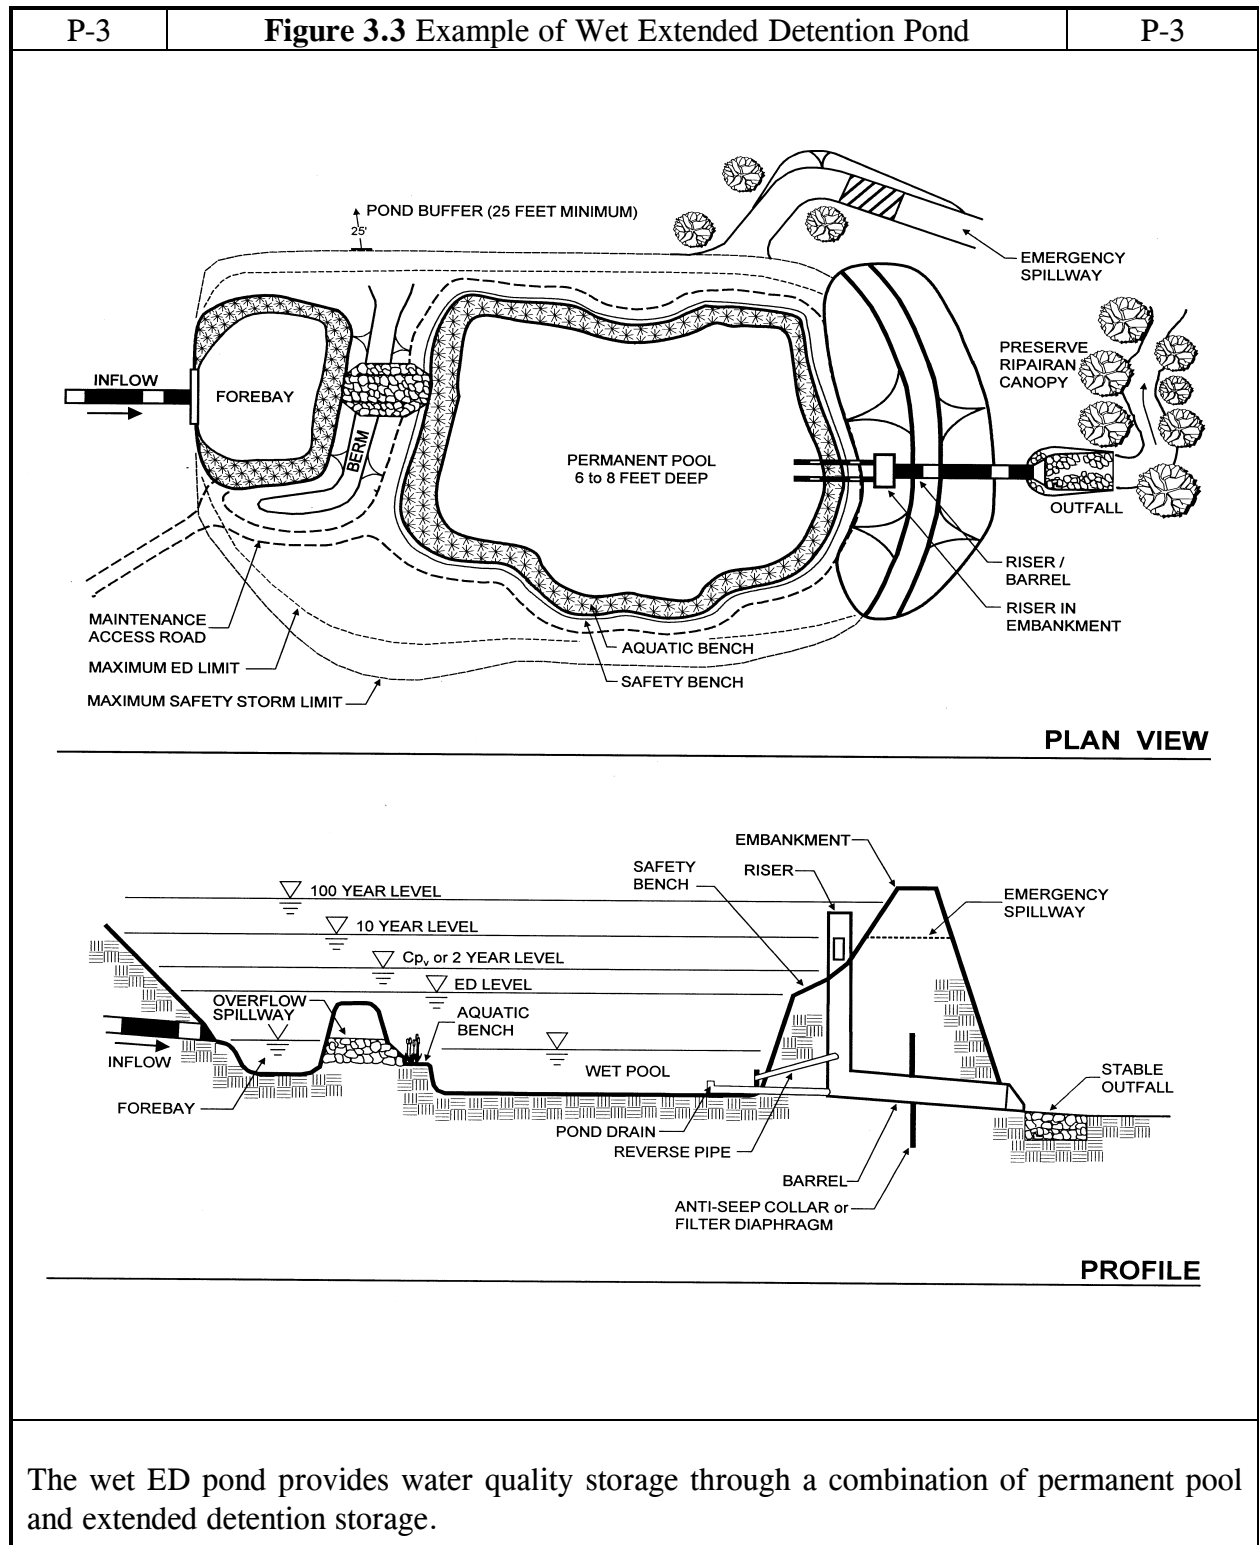 P-3
Figure 3.3 Example of Wet Extended Detention Pond
P-3
POND BUFFER (25 FEET MINIMUM)
25'
EMERGENCY
SPILLWAY
PRESERVE
RIPAIRAN
CANOPY
INFLOW
FOREBAY
BERM
PERMANENT POOL
6 to 8 FEET DEEP
OUTFALL
RISER /
BARREL
RISER IN
EMBANKMENT
MAINTENANCE
ACCESS ROAD
AQUATIC BENCH
MAXIMUM ED LIMIT
SAFETY BENCH
MAXIMUM SAFETY STORM LIMIT
PLAN VIEW
EMBANKMENT
SAFETY
BENCH
RISER
100 YEAR LEVEL
EMERGENCY
SPILLWAY
10 YEAR LEVEL
Cpv or 2 YEAR LEVEL
ED LEVEL
OVERFLOW
SPILLWAY
AQUATIC
BENCH
INFLOW
WET POOL
STABLE
OUTFALL
FOREBAY
POND DRAIN
REVERSE PIPE
BARREL
ANTI-SEEP COLLAR or
FILTER DIAPHRAGM
PROFILE
The wet ED pond provides water quality storage through a combination of permanent pool
and extended detention storage.